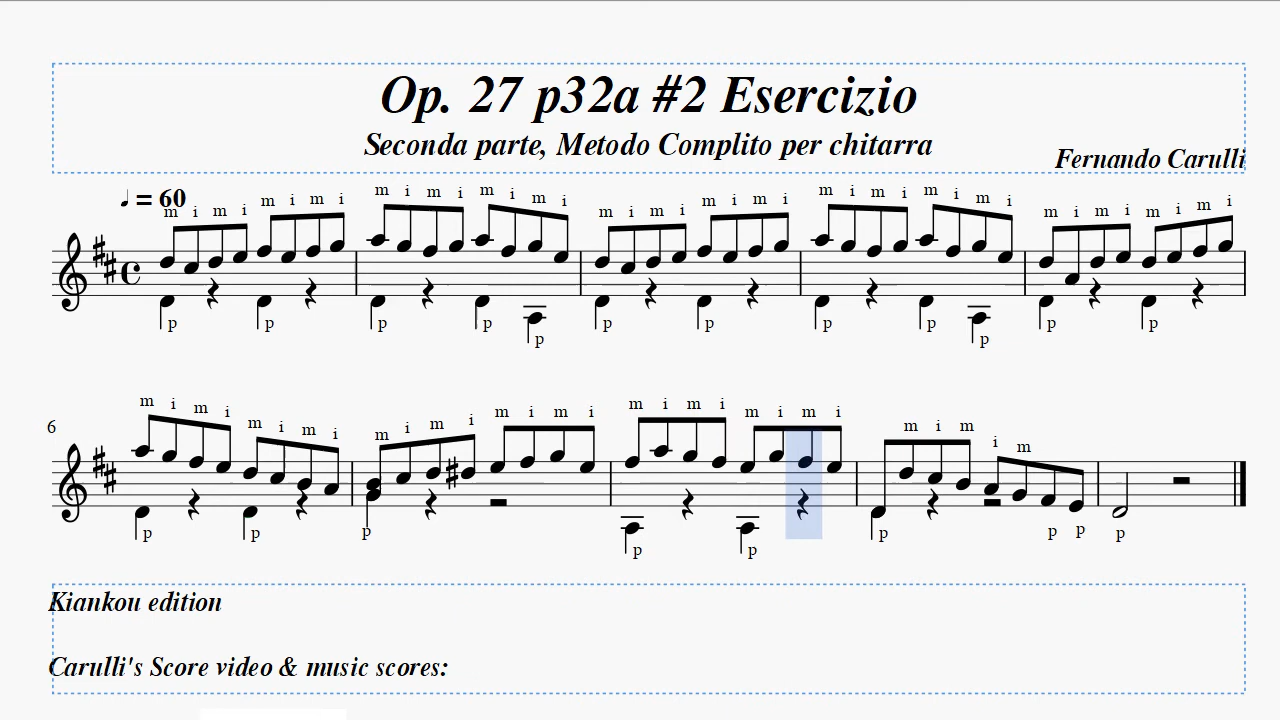 Op. 27 p32a #2 Esercizio
Seconda parte, Metodo Complito per chitarra
Fernando Carulli
♩ = 60
m i m i m i m i m i m i m i m i m i m i m i m i m i m i m i m i m i m i m i m i
p p p p p p p p p p p p
6
m i m i m i m i m i m i m i m i m i m i m i m i m i m i m
p p p p p p p p p
Kiankou edition
Carulli's Score video & music scores: